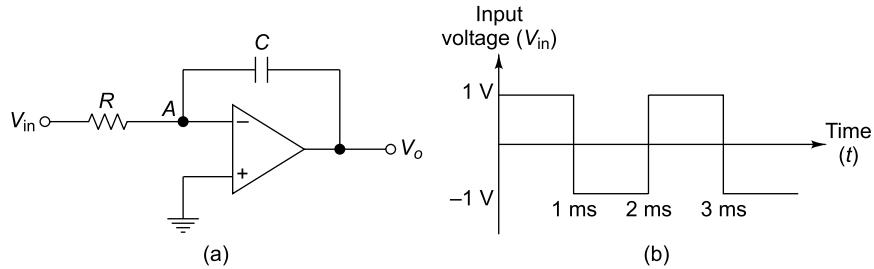 C
R
A
V_in
−
+
V_o
(a)
Input
voltage (V_in)
1 V
−1 V
1 ms 2 ms 3 ms
Time
(t)
(b)